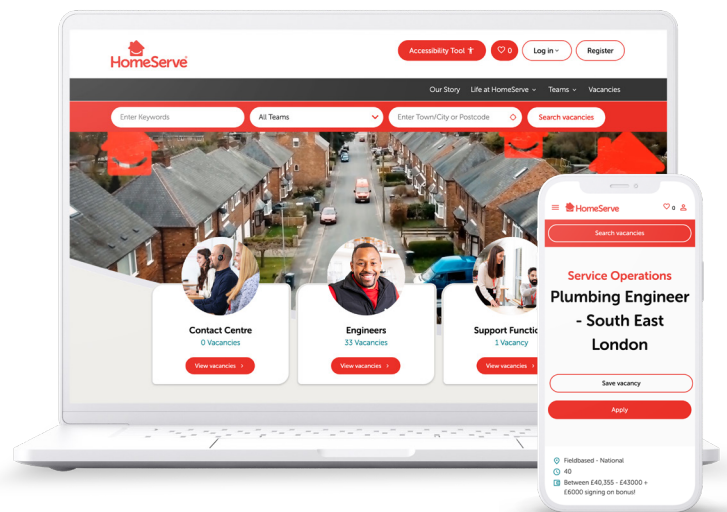 HomeServe
Accessibility Tool
0
Log in
Register
Our Story Life at HomeServe Teams Vacancies
Enter Keywords
All Teams
Enter Town/City or Postcode
Search vacancies
Contact Centre
0 Vacancies
View vacancies
Engineers
33 Vacancies
View vacancies
Support Functio
1 Vacancy
View vacancies
HomeServe
0
Search vacancies
Service Operations
Plumbing Engineer
- South East
London
Save vacancy
Apply
Fieldbased - National
40
Between £40,355 - £43000 +
£6000 signing on bonus!